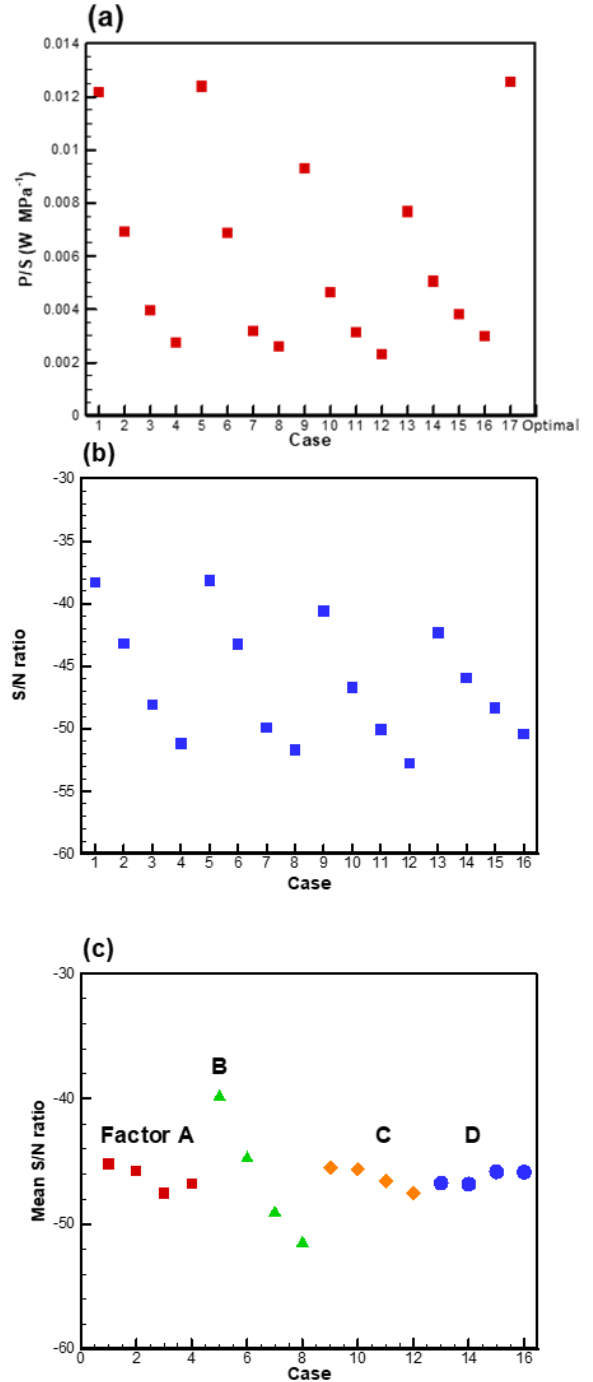 (a)
0.014
0.012
0.01
0.008
0.006
0.004
0.002
0
P/S (W MPa⁻¹)
1 2 3 4 5 6 7 8 9 10 11 12 13 14 15 16 17 Optimal
Case
(b)
-30
-35
-40
-45
-50
-55
-60
S/N ratio
1 2 3 4 5 6 7 8 9 10 11 12 13 14 15 16
Case
(c)
-30
-40
-50
-60
Mean S/N ratio
B
Factor A
C
D
0 2 4 6 8 10 12 14 16
Case